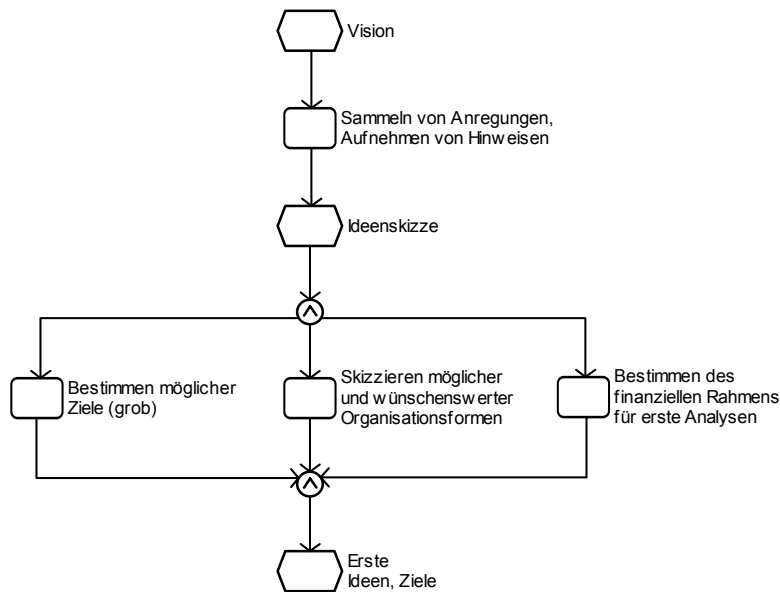 Vision
Sammeln von Anregungen,
Aufnehmen von Hinweisen
Ideenskizze
Bestimmen möglicher
Ziele (grob)
Skizzieren möglicher
und wünschenswerter
Organisationsformen
Bestimmen des
finanziellen Rahmens
für erste Analysen
Erste
Ideen, Ziele